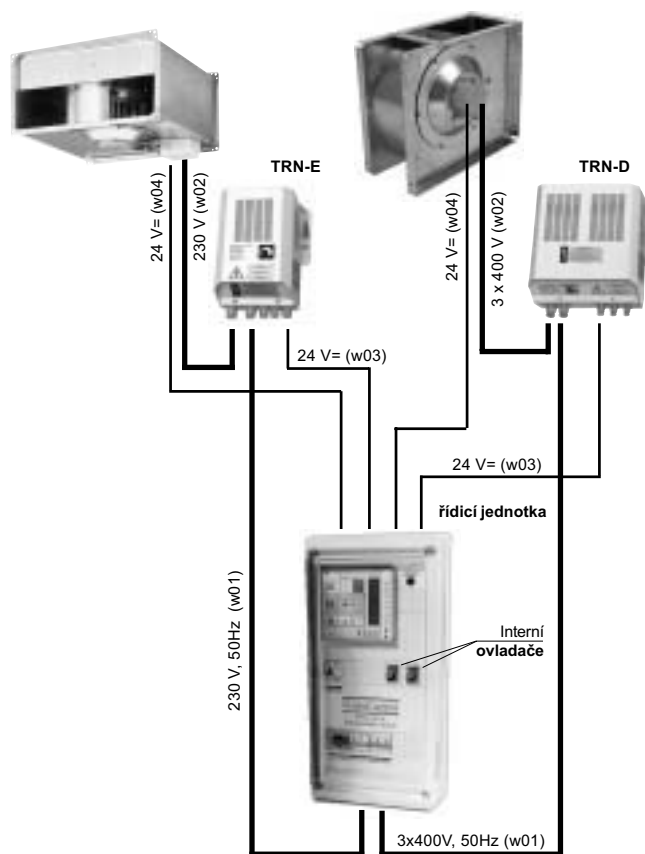 TRN-E
TRN-D
24 V= (w04)
230 V (w02)
24 V= (w04)
3 x 400 V (w02)
24 V= (w03)
24 V= (w03)
řídicí jednotka
230 V, 50Hz (w01)
Interní
ovladače
3x400V, 50Hz (w01)